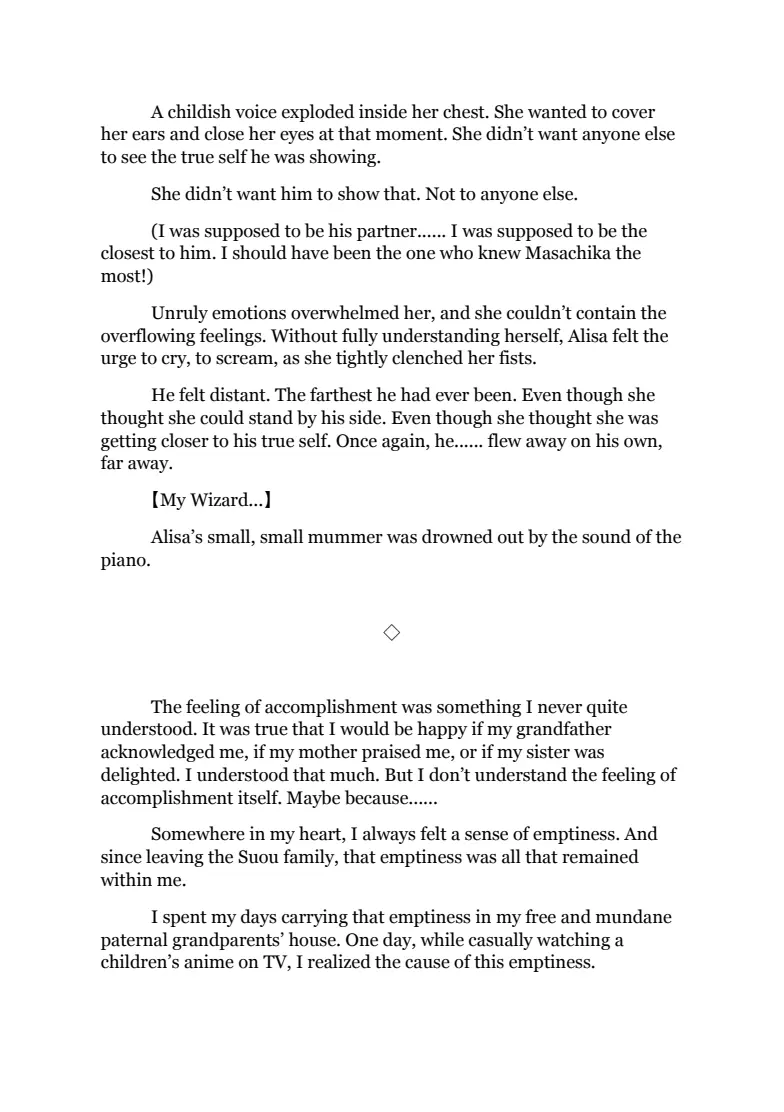 A childish voice exploded inside her chest. She wanted to cover
her ears and close her eyes at that moment. She didn’t want anyone else
to see the true self he was showing.
She didn’t want him to show that. Not to anyone else.
(I was supposed to be his partner...... I was supposed to be the
closest to him. I should have been the one who knew Masachika the
most!)
Unruly emotions overwhelmed her, and she couldn’t contain the
overflowing feelings. Without fully understanding herself, Alisa felt the
urge to cry, to scream, as she tightly clenched her fists.
He felt distant. The farthest he had ever been. Even though she
thought she could stand by his side. Even though she thought she was
getting closer to his true self. Once again, he...... flew away on his own,
far away.
【My Wizard...】
Alisa’s small, small mummer was drowned out by the sound of the
piano.
◇
The feeling of accomplishment was something I never quite
understood. It was true that I would be happy if my grandfather
acknowledged me, if my mother praised me, or if my sister was
delighted. I understood that much. But I don’t understand the feeling of
accomplishment itself. Maybe because......
Somewhere in my heart, I always felt a sense of emptiness. And
since leaving the Suou family, that emptiness was all that remained
within me.
I spent my days carrying that emptiness in my free and mundane
paternal grandparents’ house. One day, while casually watching a
children’s anime on TV, I realized the cause of this emptiness.